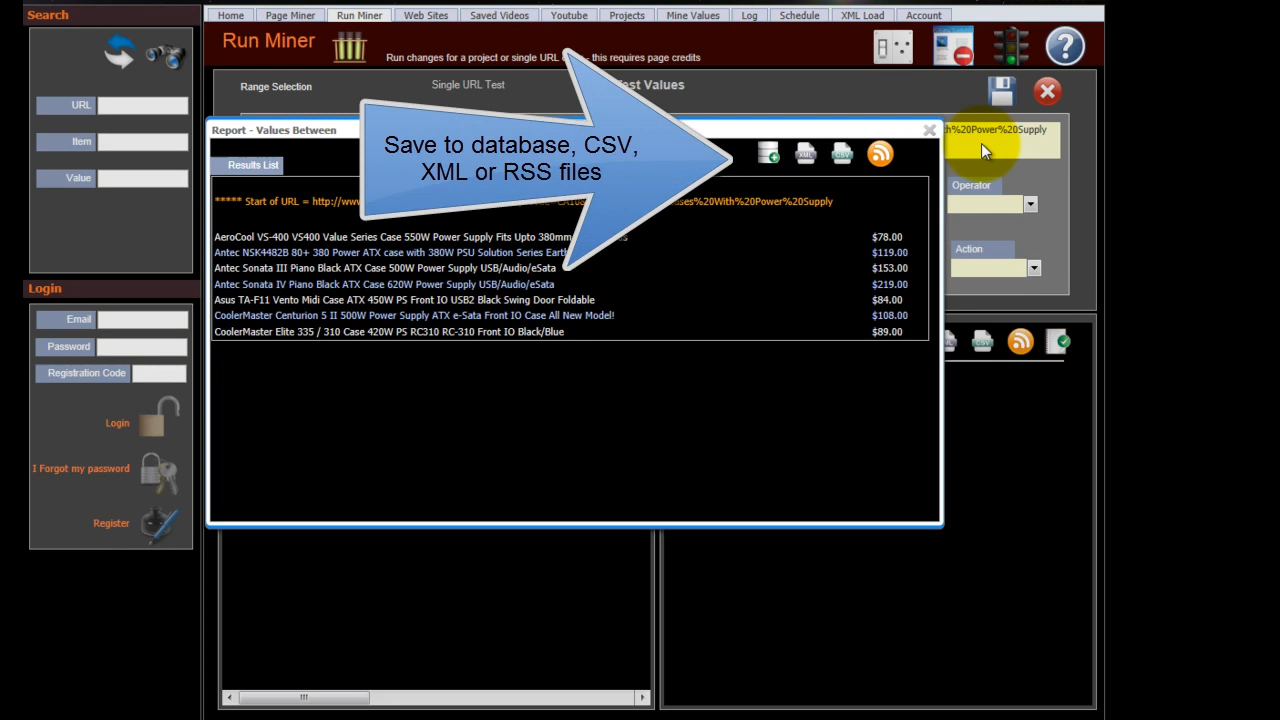 Search
URL
Item
Value
Login
Email
Password
Registration Code
Login
I Forgot my password
Register
Home
Page Miner
Run Miner
Web Sites
Saved Videos
Youtube
Projects
Mine Values
Log
Schedule
XML Load
Account
Run Miner
Run changes for a project or single URL - this requires page credits
Range Selection
Single URL Test
Test Values
Report - Values Between
Save to database, CSV,
XML or RSS files
XML
CSV
Results List
***** Start of URL = http://www
ases%20With%20Power%20Supply
AeroCool VS-400 VS400 Value Series Case 550W Power Supply Fits Upto 380mm
$78.00
Antec NSK4482B 80+ 380 Power ATX case with 380W PSU Solution Series Earth
$119.00
Antec Sonata III Piano Black ATX Case 500W Power Supply USB/Audio/eSata
$153.00
Antec Sonata IV Piano Black ATX Case 620W Power Supply USB/Audio/eSata
$219.00
Asus TA-F11 Vento Midi Case ATX 450W PS Front IO USB2 Black Swing Door Foldable
$84.00
CoolerMaster Centurion 5 II 500W Power Supply ATX e-Sata Front IO Case All New Model!
$108.00
CoolerMaster Elite 335 / 310 Case 420W PS RC310 RC-310 Front IO Black/Blue
$89.00
th%20Power%20Supply
Operator
Action
CSV